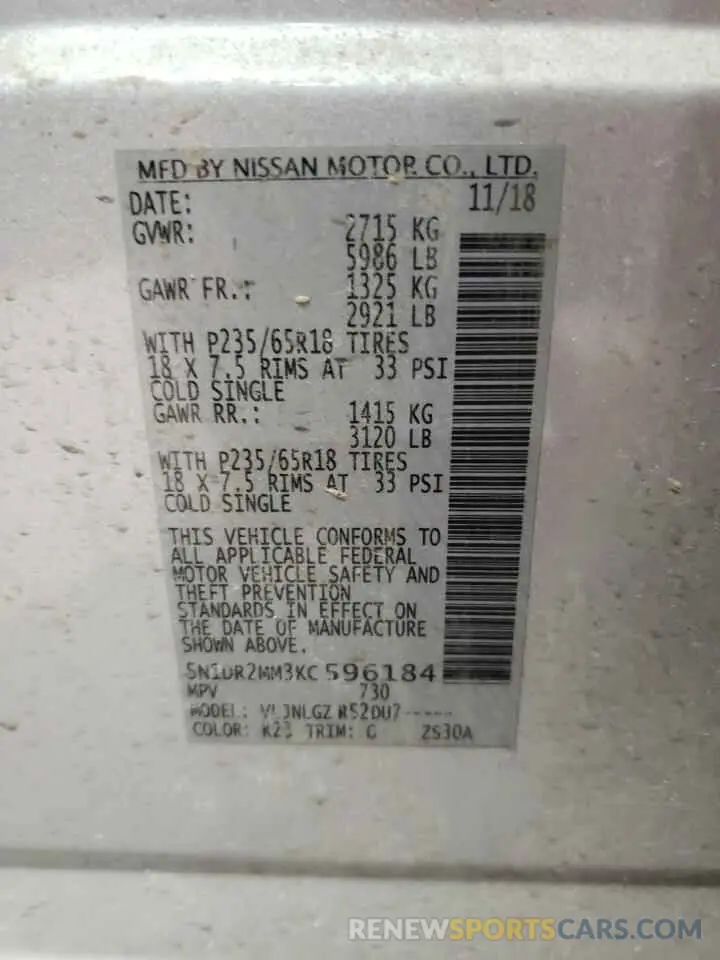 MFD BY NISSAN MOTOR CO., LTD.
DATE: 11/18
GVWR: 2715 KG
5986 LB
GAWR FR.: 1325 KG
2921 LB
WITH P235/65R18 TIRES
18 X 7.5 RIMS AT 33 PSI
COLD SINGLE
GAWR RR.: 1415 KG
3120 LB
WITH P235/65R18 TIRES
18 X 7.5 RIMS AT 33 PSI
COLD SINGLE
THIS VEHICLE CONFORMS TO
ALL APPLICABLE FEDERAL
MOTOR VEHICLE SAFETY AND
THEFT PREVENTION
STANDARDS IN EFFECT ON
THE DATE OF MANUFACTURE
SHOWN ABOVE.
5N1DR2MM3KC596184
MPV 730
MODEL:
COLOR: K23 TRIM: G 2S30A
RENEWSPORTSCARS.COM